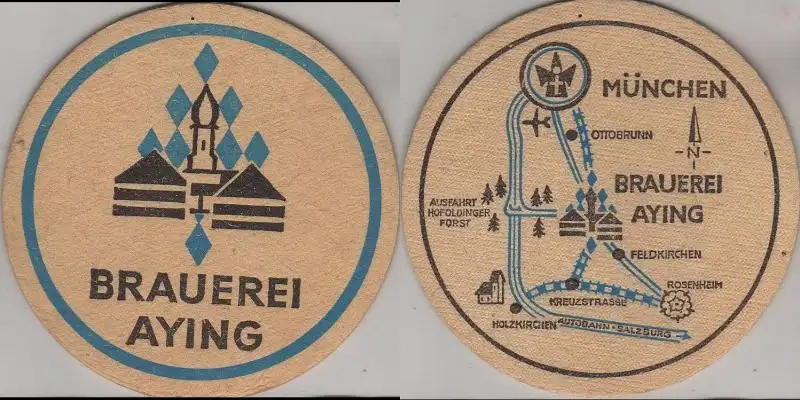 BRAUEREI
AYING
MÜNCHEN
OTTOBRUNN
N
BRAUEREI
AYING
AUSFAHRT
HOFOLDINGER
FORST
FELDKIRCHEN
ROSENHEIM
KREUZSTRASSE
HOLZKIRCHEN
AUTOBAHN - SALZBURG